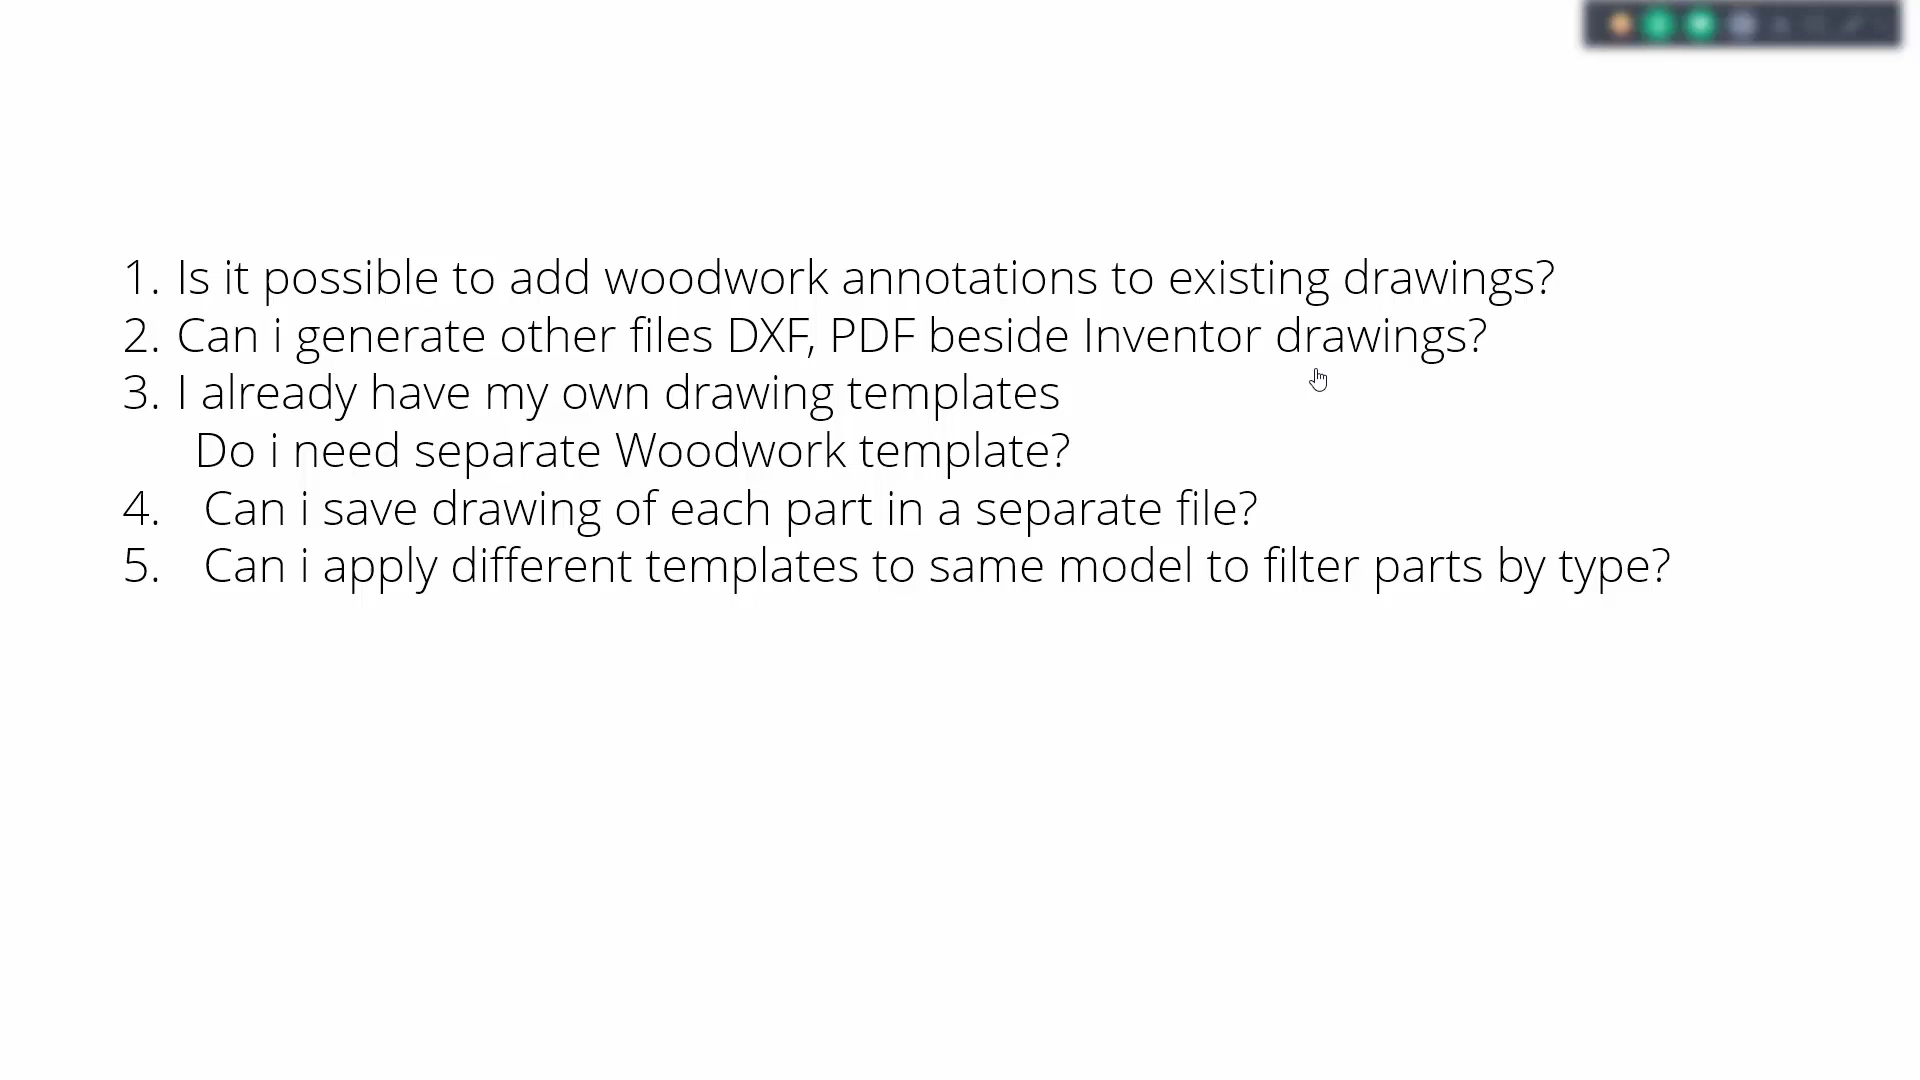 1. Is it possible to add woodwork annotations to existing drawings?
2. Can i generate other files DXF, PDF beside Inventor drawings?
3. I already have my own drawing templates
Do i need separate Woodwork template?
4. Can i save drawing of each part in a separate file?
5. Can i apply different templates to same model to filter parts by type?